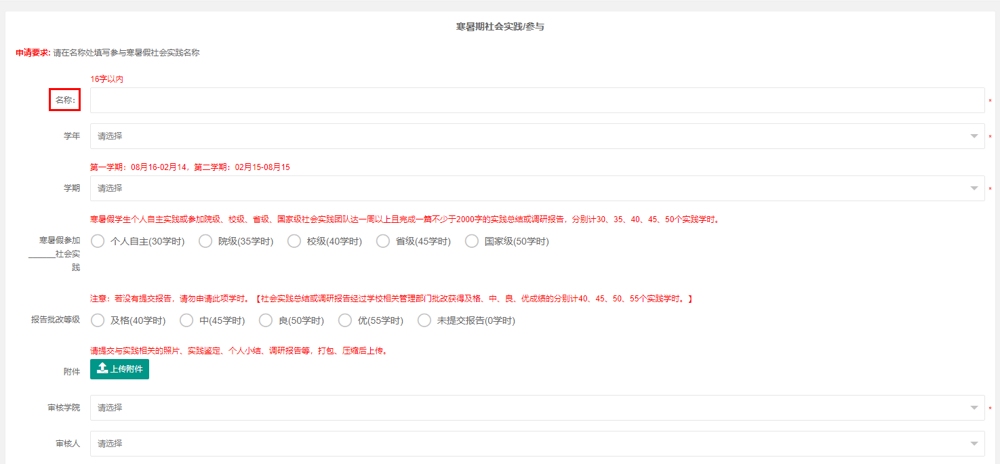 寒暑期社会实践/参与
申请要求: 请在名称处填写参与寒暑假社会实践名称
16字以内
名称: *
学年 请选择 *
第一学期：08月16-02月14，第二学期：02月15-08月15
学期 请选择 *
寒暑假学生个人自主实践或参加院级、校级、省级、国家级社会实践团队达一周以上且完成一篇不少于2000字的实践总结或调研报告，分别计30、35、40、45、50个实践学时。
寒暑假参加 个人自主(30学时) 院级(35学时) 校级(40学时) 省级(45学时) 国家级(50学时)
______社会实
践
注意：若没有提交报告，请勿申请此项学时。【社会实践总结或调研报告经过学校相关管理部门批改获得及格、中、良、优成绩的分别计40、45、50、55个实践学时。】
报告批改等级 及格(40学时) 中(45学时) 良(50学时) 优(55学时) 未提交报告(0学时)
请提交与实践相关的照片、实践鉴定、个人小结、调研报告等，打包、压缩后上传。
附件 上传附件
审核学院 请选择 *
审核人 请选择